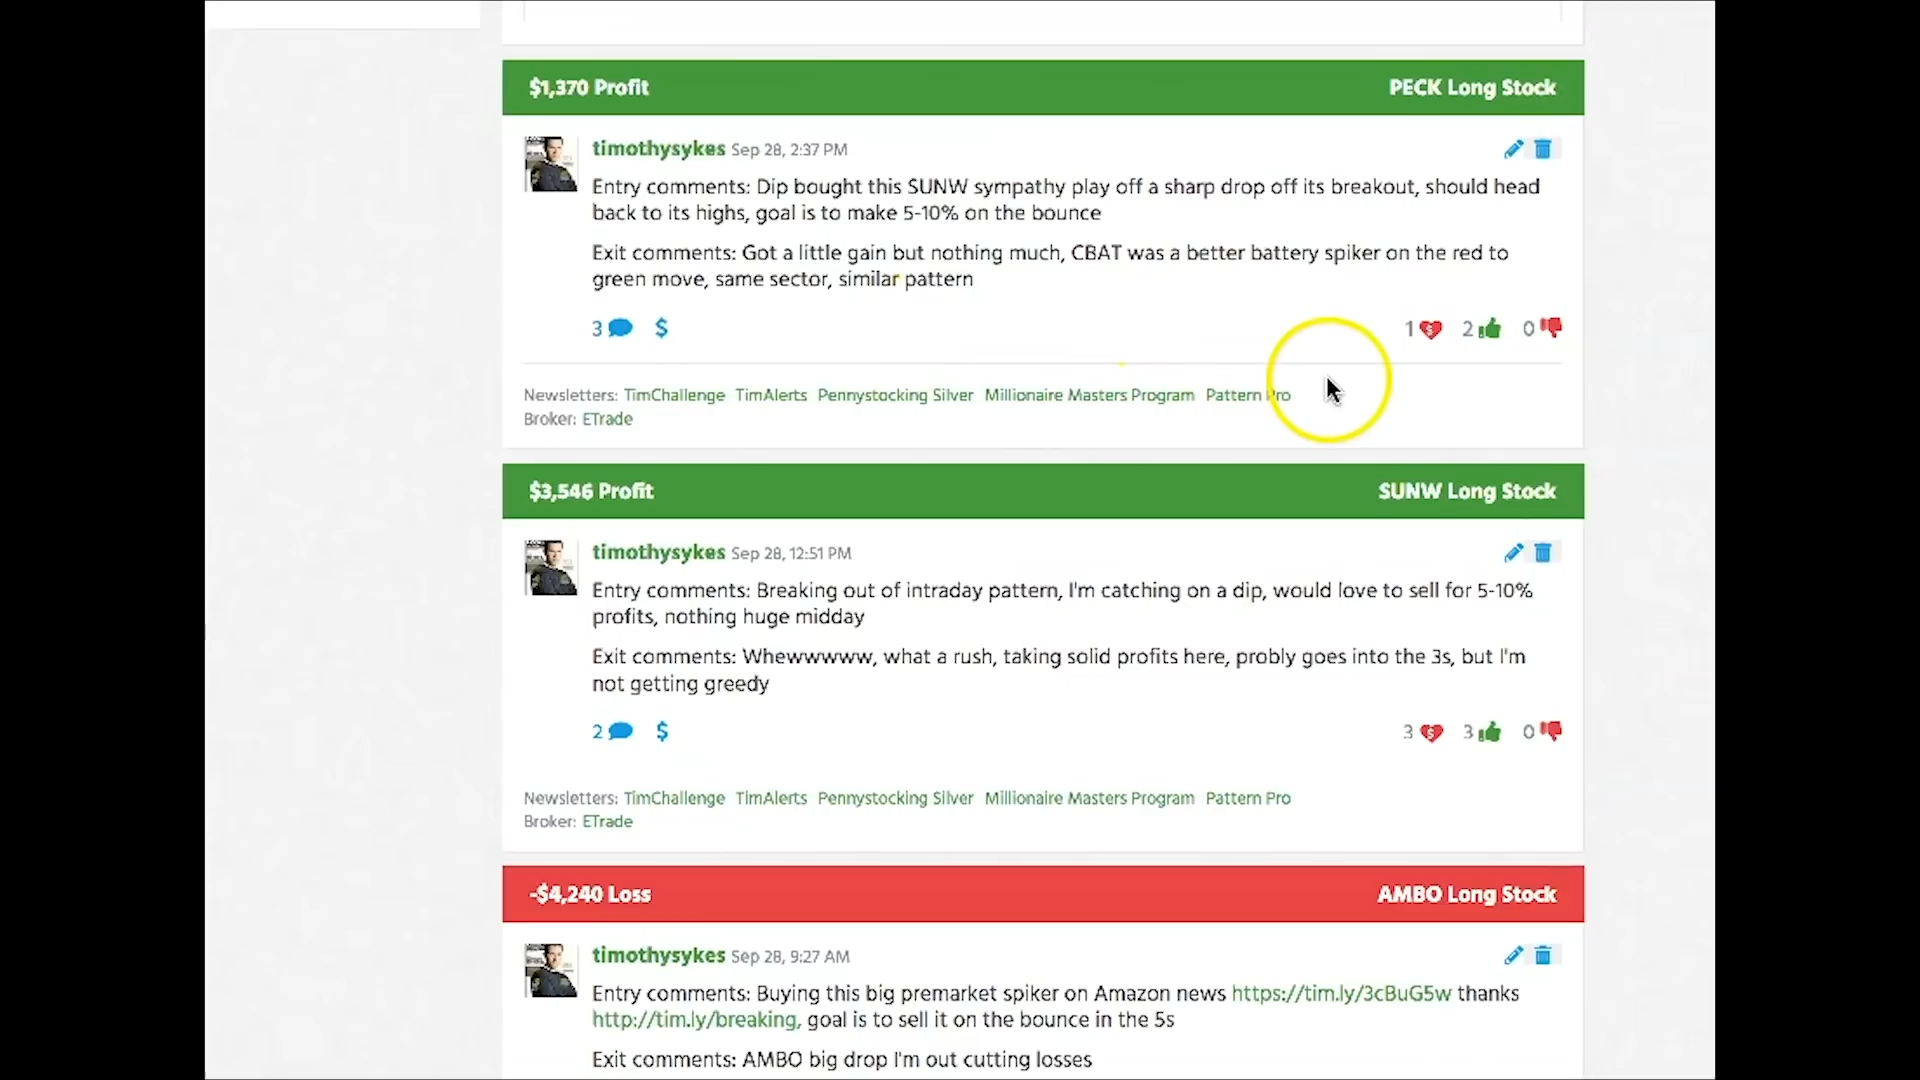 $1,370 Profit PECK Long Stock
timothysykes Sep 28, 2:37 PM
Entry comments: Dip bought this SUNW sympathy play off a sharp drop off its breakout, should head
back to its highs, goal is to make 5-10% on the bounce
Exit comments: Got a little gain but nothing much, CBAT was a better battery spiker on the red to
green move, same sector, similar pattern
3 $ 1 2 0
Newsletters: TimChallenge TimAlerts Pennystocking Silver Millionaire Masters Program Pattern Pro
Broker: ETrade
$3,546 Profit SUNW Long Stock
timothysykes Sep 28, 12:51 PM
Entry comments: Breaking out of intraday pattern, I'm catching on a dip, would love to sell for 5-10%
profits, nothing huge midday
Exit comments: Whewwwww, what a rush, taking solid profits here, probly goes into the 3s, but I'm
not getting greedy
2 $ 3 3 0
Newsletters: TimChallenge TimAlerts Pennystocking Silver Millionaire Masters Program Pattern Pro
Broker: ETrade
-$4,240 Loss AMBO Long Stock
timothysykes Sep 28, 9:27 AM
Entry comments: Buying this big premarket spiker on Amazon news https://tim.ly/3cBuG5w thanks
http://tim.ly/breaking, goal is to sell it on the bounce in the 5s
Exit comments: AMBO big drop I'm out cutting losses